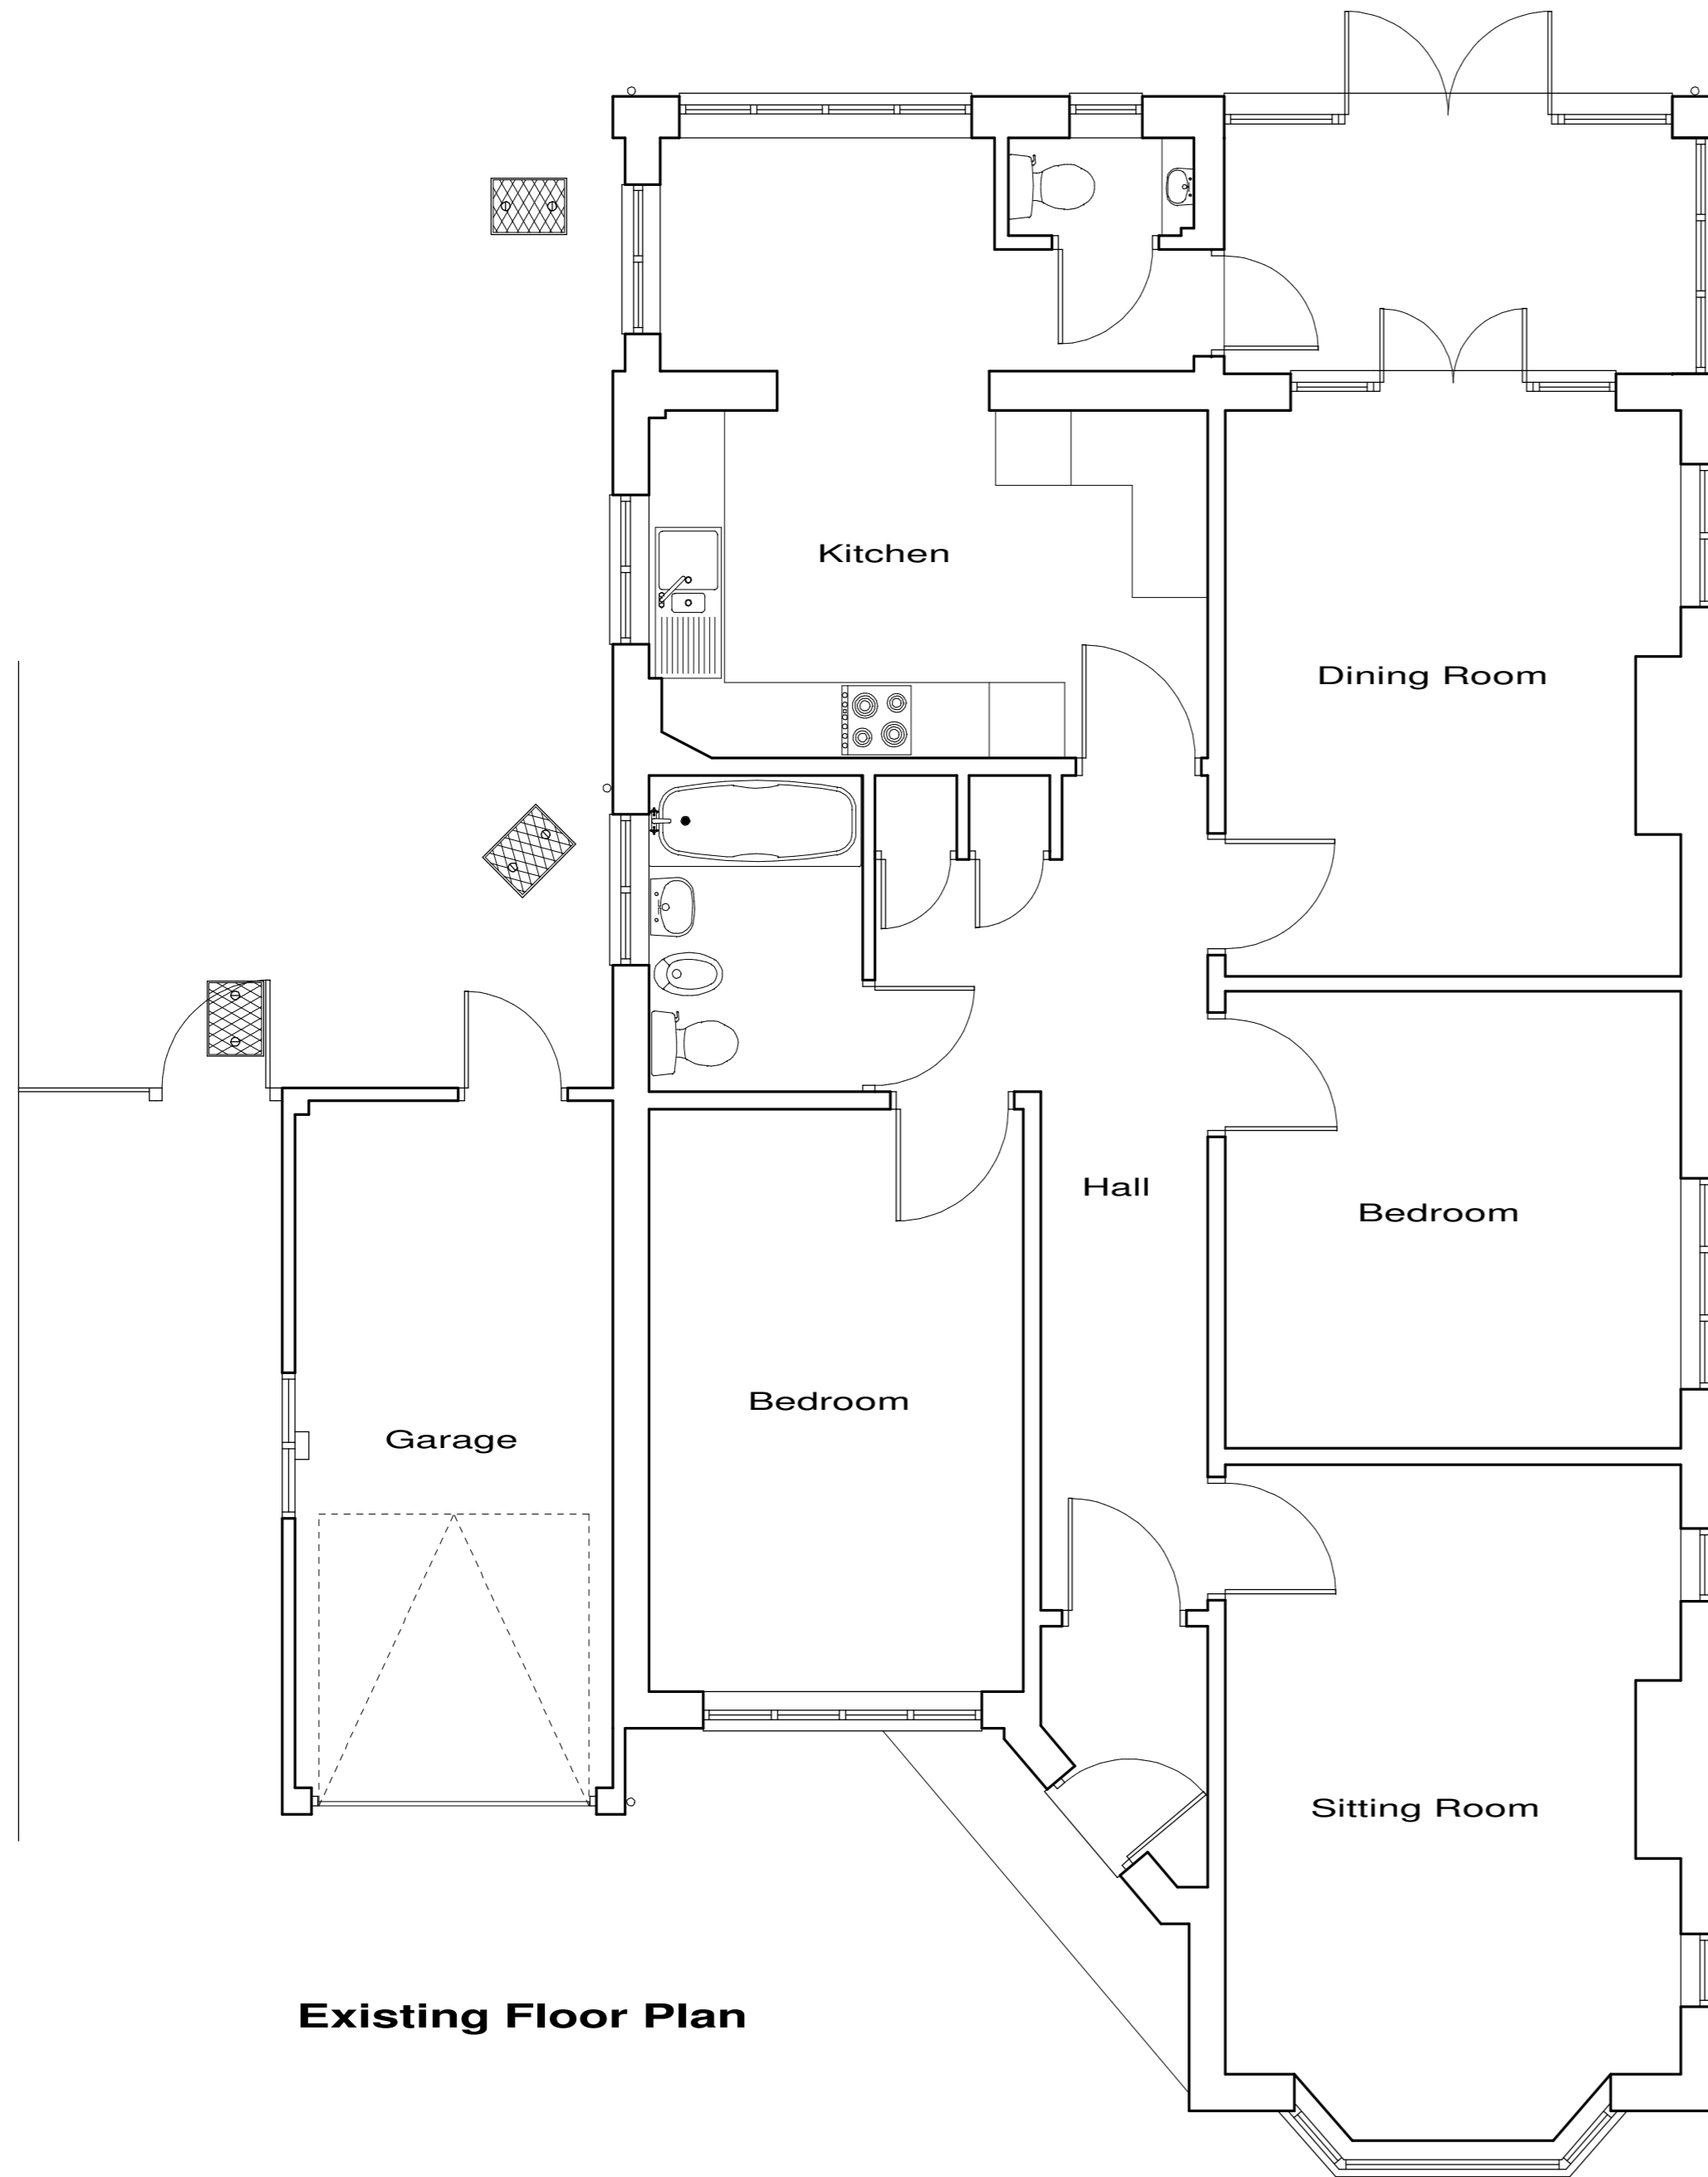 Kitchen
Dining Room
Hall
Bedroom
Bedroom
Garage
Sitting Room
Existing Floor Plan